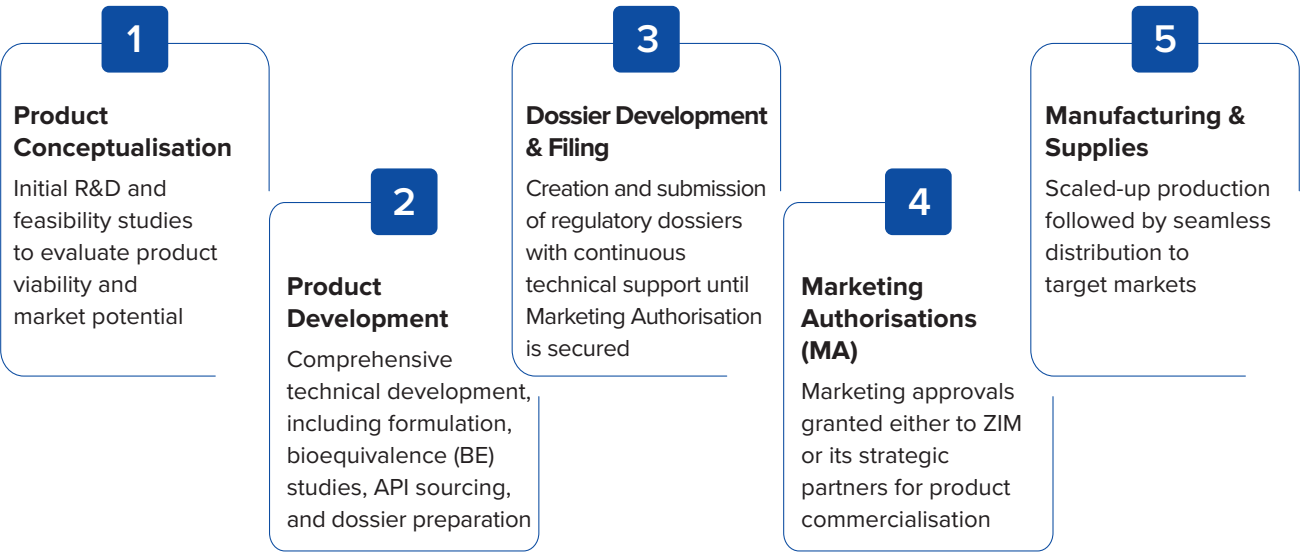 1
Product
Conceptualisation
Initial R&D and
feasibility studies
to evaluate product
viability and
market potential
2
Product
Development
Comprehensive
technical development,
including formulation,
bioequivalence (BE)
studies, API sourcing,
and dossier preparation
3
Dossier Development
& Filing
Creation and submission
of regulatory dossiers
with continuous
technical support until
Marketing Authorisation
is secured
4
Marketing
Authorisations
(MA)
Marketing approvals
granted either to ZIM
or its strategic
partners for product
commercialisation
5
Manufacturing &
Supplies
Scaled-up production
followed by seamless
distribution to
target markets